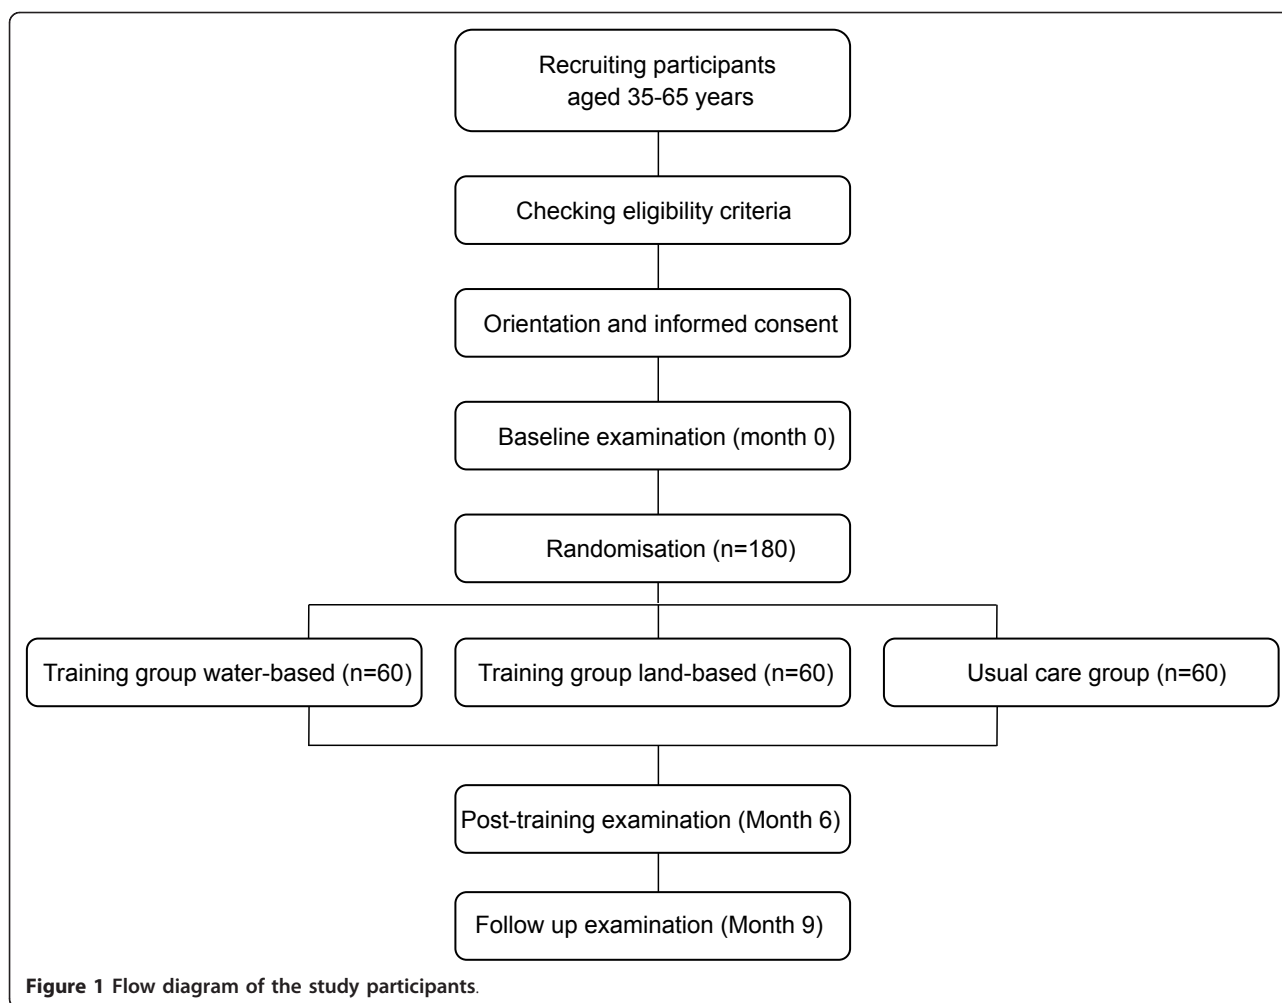 Recruiting participants
aged 35-65 years
Checking eligibility criteria
Orientation and informed consent
Baseline examination (month 0)
Randomisation (n=180)
Training group water-based (n=60)
Training group land-based (n=60)
Usual care group (n=60)
Post-training examination (Month 6)
Follow up examination (Month 9)
Figure 1 Flow diagram of the study participants.